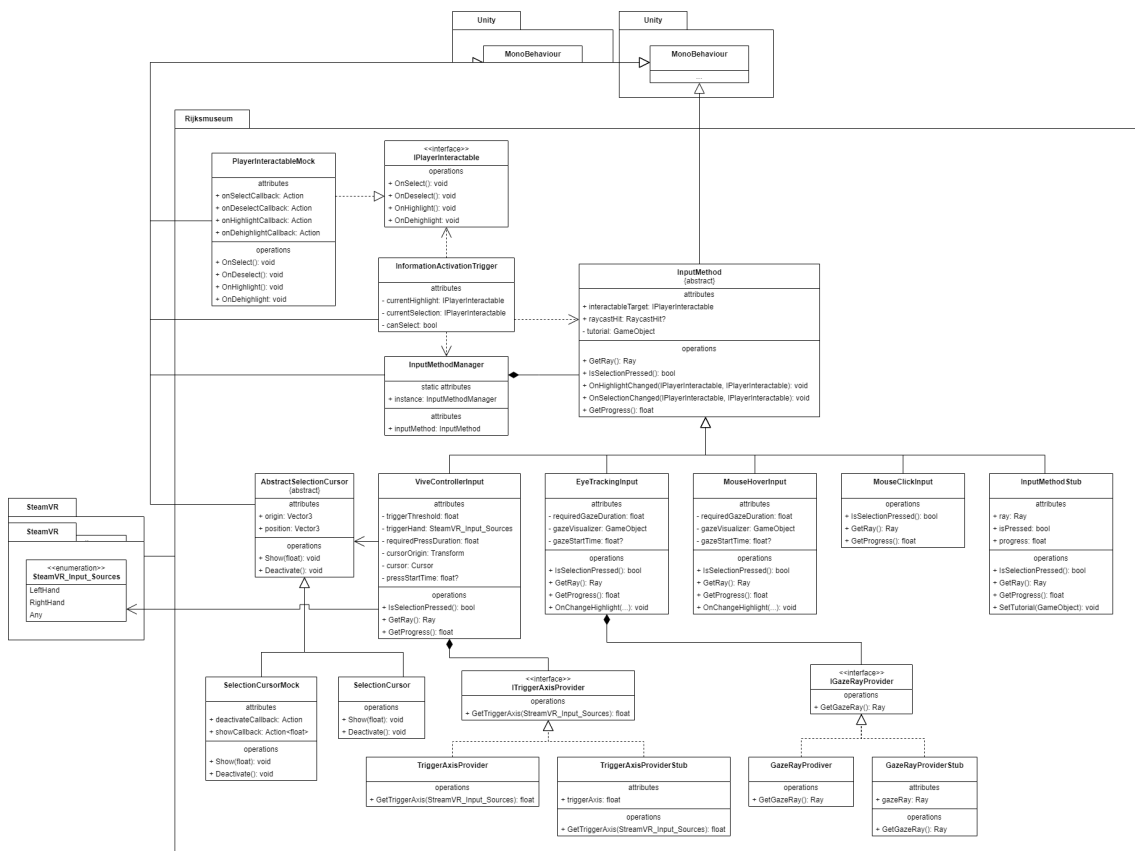 Unity
MonoBehaviour
Unity
MonoBehaviour
....
Rijksmuseum
PlayerInteractableMock
attributes
+ onSelectCallback: Action
+ onDeselectCallback: Action
+ onHighlightCallback: Action
+ onDehighlightCallback: Action
operations
+ OnSelect(): void
+ OnDeselect(): void
+ OnHighlight(): void
+ OnDehighlight: void
<<interface>>
IPlayerInteractable
operations
+ OnSelect(): void
+ OnDeselect(): void
+ OnHighlight(): void
+ OnDehighlight: void
InformationActivationTrigger
attributes
- currentHighlight: IPlayerInteractable
- currentSelection: IPlayerInteractable
- canSelect: bool
InputMethodManager
static attributes
+ instance: InputMethodManager
attributes
+ inputMethod: InputMethod
InputMethod
{abstract}
attributes
+ interactableTarget: IPlayerInteractable
+ raycastHit: RaycastHit?
- tutorial: GameObject
operations
+ GetRay(): Ray
+ IsSelectionPressed(): bool
+ OnHighlightChanged(IPlayerInteractable, IPlayerInteractable): void
+ OnSelectionChanged(IPlayerInteractable, IPlayerInteractable): void
+ GetProgress(): float
SteamVR
SteamVR
<<enumeration>>
SteamVR_Input_Sources
LeftHand
RightHand
Any
AbstractSelectionCursor
{abstract}
attributes
+ origin: Vector3
+ position: Vector3
operations
+ Show(float): void
+ Deactivate(): void
ViveControllerInput
attributes
- triggerThreshold: float
- triggerHand: SteamVR_Input_Sources
- requiredPressDuration: float
- cursorOrigin: Transform
- cursor: Cursor
- pressStartTime: float?
operations
+ IsSelectionPressed(): bool
+ GetRay(): Ray
+ GetProgress(): float
EyeTrackingInput
attributes
- requiredGazeDuration: float
- gazeVisualizer: GameObject
- gazeStartTime: float?
operations
+ IsSelectionPressed(): bool
+ GetRay(): Ray
+ GetProgress(): float
+ OnChangeHighlight(...): void
MouseHoverInput
attributes
- requiredGazeDuration: float
- gazeVisualizer: GameObject
- gazeStartTime: float?
operations
+ IsSelectionPressed(): bool
+ GetRay(): Ray
+ GetProgress(): float
+ OnChangeHighlight(...): void
MouseClickInput
operations
+ IsSelectionPressed(): bool
+ GetRay(): Ray
+ GetProgress(): float
InputMethodStub
attributes
+ ray: Ray
+ isPressed: bool
+ progress: float
operations
+ IsSelectionPressed(): bool
+ GetRay(): Ray
+ GetProgress(): float
+ SetTutorial(GameObject): void
SelectionCursorMock
attributes
+ deactivateCallback: Action
+ showCallback: Action<float>
operations
+ Show(float): void
+ Deactivate(): void
SelectionCursor
operations
+ Show(float): void
+ Deactivate(): void
<<interface>>
ITriggerAxisProvider
operations
+ GetTriggerAxis(StreamVR_Input_Sources): float
<<interface>>
IGazeRayProvider
operations
+ GetGazeRay(): Ray
TriggerAxisProvider
operations
+ GetTriggerAxis(StreamVR_Input_Sources): float
TriggerAxisProviderStub
attributes
+ triggerAxis: float
operations
+ GetTriggerAxis(StreamVR_Input_Sources): float
GazeRayProdiver
operations
+ GetGazeRay(): Ray
GazeRayProviderStub
attributes
+ gazeRay: Ray
operations
+ GetGazeRay(): Ray